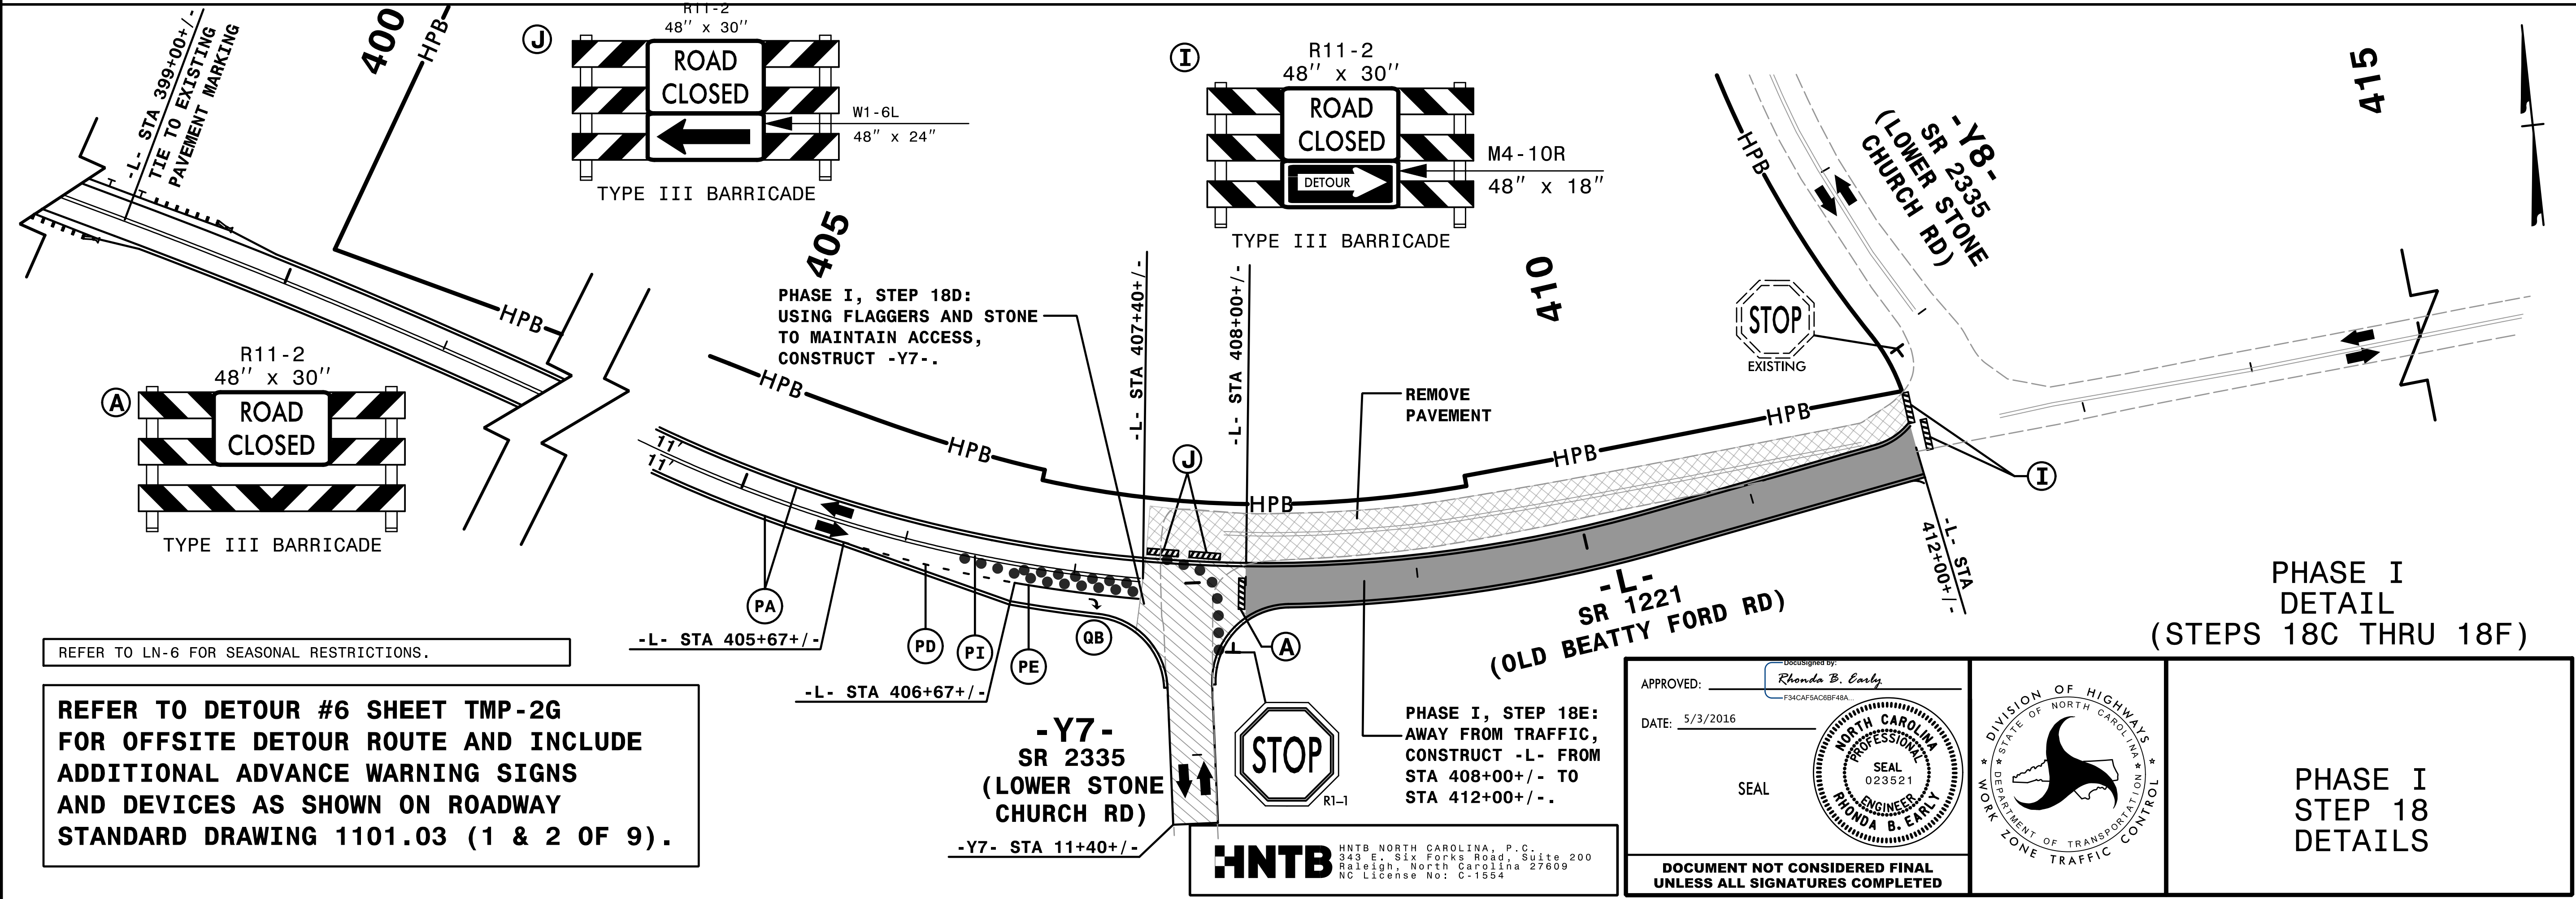 -L- STA 399+00+/-
TIE TO EXISTING
PAVEMENT MARKING
400
HPB
HPB
J
R11-2
48" x 30"
ROAD
CLOSED
W1-6L
48" x 24"
TYPE III BARRICADE
I
R11-2
48" x 30"
ROAD
CLOSED
DETOUR
M4-10R
48" x 18"
TYPE III BARRICADE
A
R11-2
48" x 30"
ROAD
CLOSED
TYPE III BARRICADE
405
PHASE I, STEP 18D:
USING FLAGGERS AND STONE
TO MAINTAIN ACCESS,
CONSTRUCT -Y7-.
-L- STA 407+40+/-
-L- STA 408+00+/-
410
415
HPB
-Y8-
SR 2335
(LOWER STONE
CHURCH RD)
STOP
EXISTING
REMOVE
PAVEMENT
HPB
HPB
HPB
HPB
HPB
11'
11'
J
I
-L- STA
412+00+/-
PA
PD
PI
PE
QB
A
-L- STA 405+67+/-
-L- STA 406+67+/-
-L-
SR 1221
(OLD BEATTY FORD RD)
-Y7-
SR 2335
(LOWER STONE
CHURCH RD)
-Y7- STA 11+40+/-
STOP
R1-1
PHASE I, STEP 18E:
AWAY FROM TRAFFIC,
CONSTRUCT -L- FROM
STA 408+00+/- TO
STA 412+00+/-.
REFER TO LN-6 FOR SEASONAL RESTRICTIONS.
REFER TO DETOUR #6 SHEET TMP-2G
FOR OFFSITE DETOUR ROUTE AND INCLUDE
ADDITIONAL ADVANCE WARNING SIGNS
AND DEVICES AS SHOWN ON ROADWAY
STANDARD DRAWING 1101.03 (1 & 2 OF 9).
PHASE I
DETAIL
(STEPS 18C THRU 18F)
HNTB
HNTB NORTH CAROLINA, P.C.
343 E. Six Forks Road, Suite 200
Raleigh, North Carolina 27609
NC License No: C-1554
DocuSigned by:
APPROVED: Rhonda B. Early
F34CAF5AC6BF48A...
DATE: 5/3/2016
SEAL
NORTH CAROLINA
PROFESSIONAL
SEAL
023521
ENGINEER
RHONDA B. EARLY
DOCUMENT NOT CONSIDERED FINAL
UNLESS ALL SIGNATURES COMPLETED
DIVISION OF HIGHWAYS
STATE OF NORTH CAROLINA
DEPARTMENT OF TRANSPORTATION
WORK ZONE TRAFFIC CONTROL
PHASE I
STEP 18
DETAILS